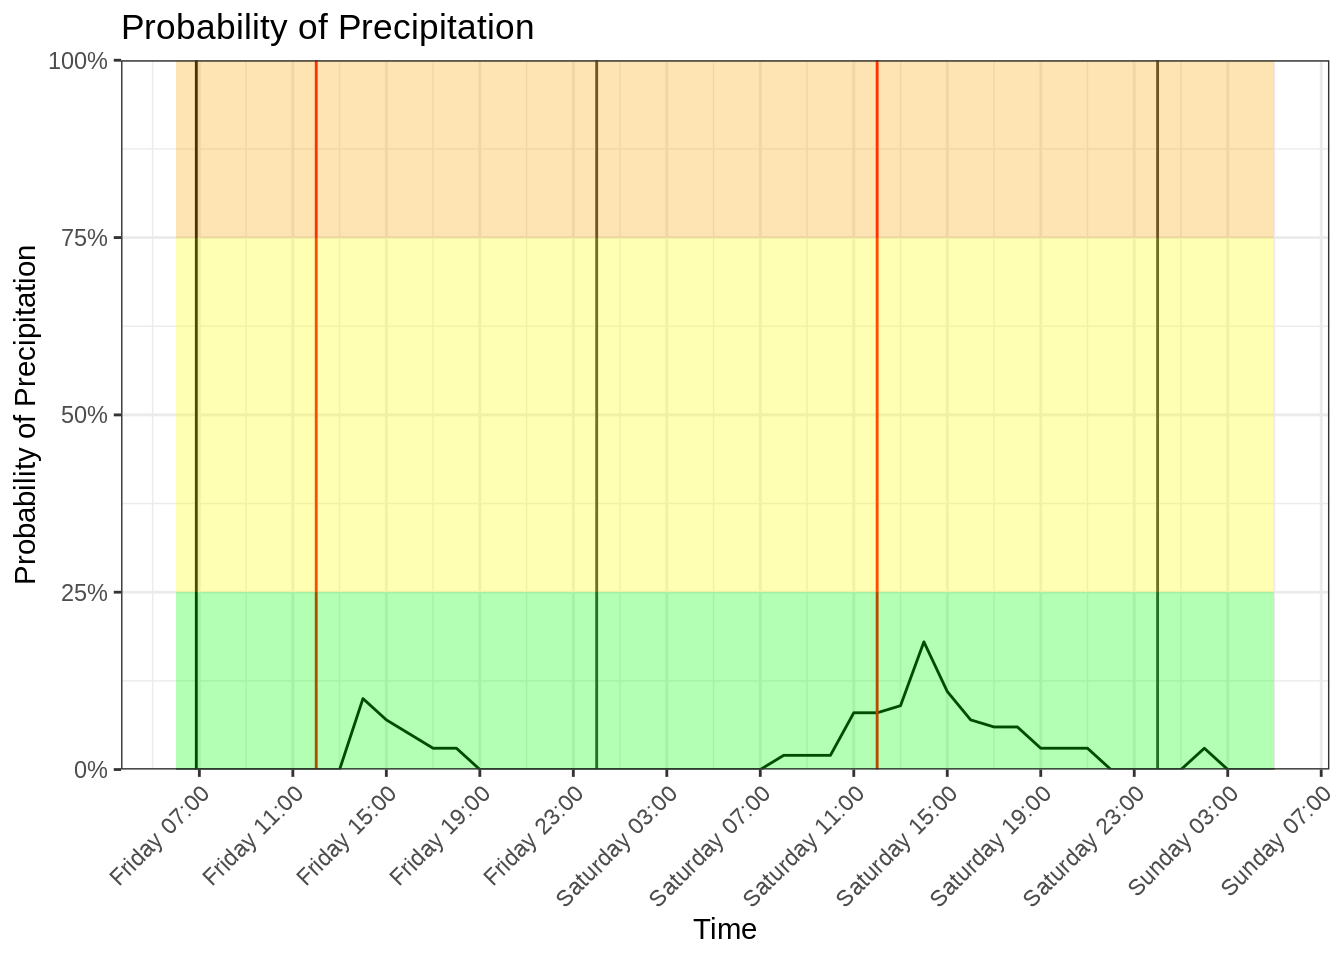 Probability of Precipitation
Probability of Precipitation
100%
75%
50%
25%
0%
Friday 07:00
Friday 11:00
Friday 15:00
Friday 19:00
Friday 23:00
Saturday 03:00
Saturday 07:00
Saturday 11:00
Saturday 15:00
Saturday 19:00
Saturday 23:00
Sunday 03:00
Sunday 07:00
Time